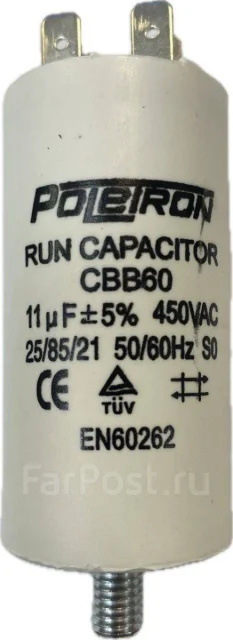 POLETRON
RUN CAPACITOR
CBB60
11µF±5% 450VAC
25/85/21 50/60Hz S0
CE TÜV
EN60262
FarPost.ru